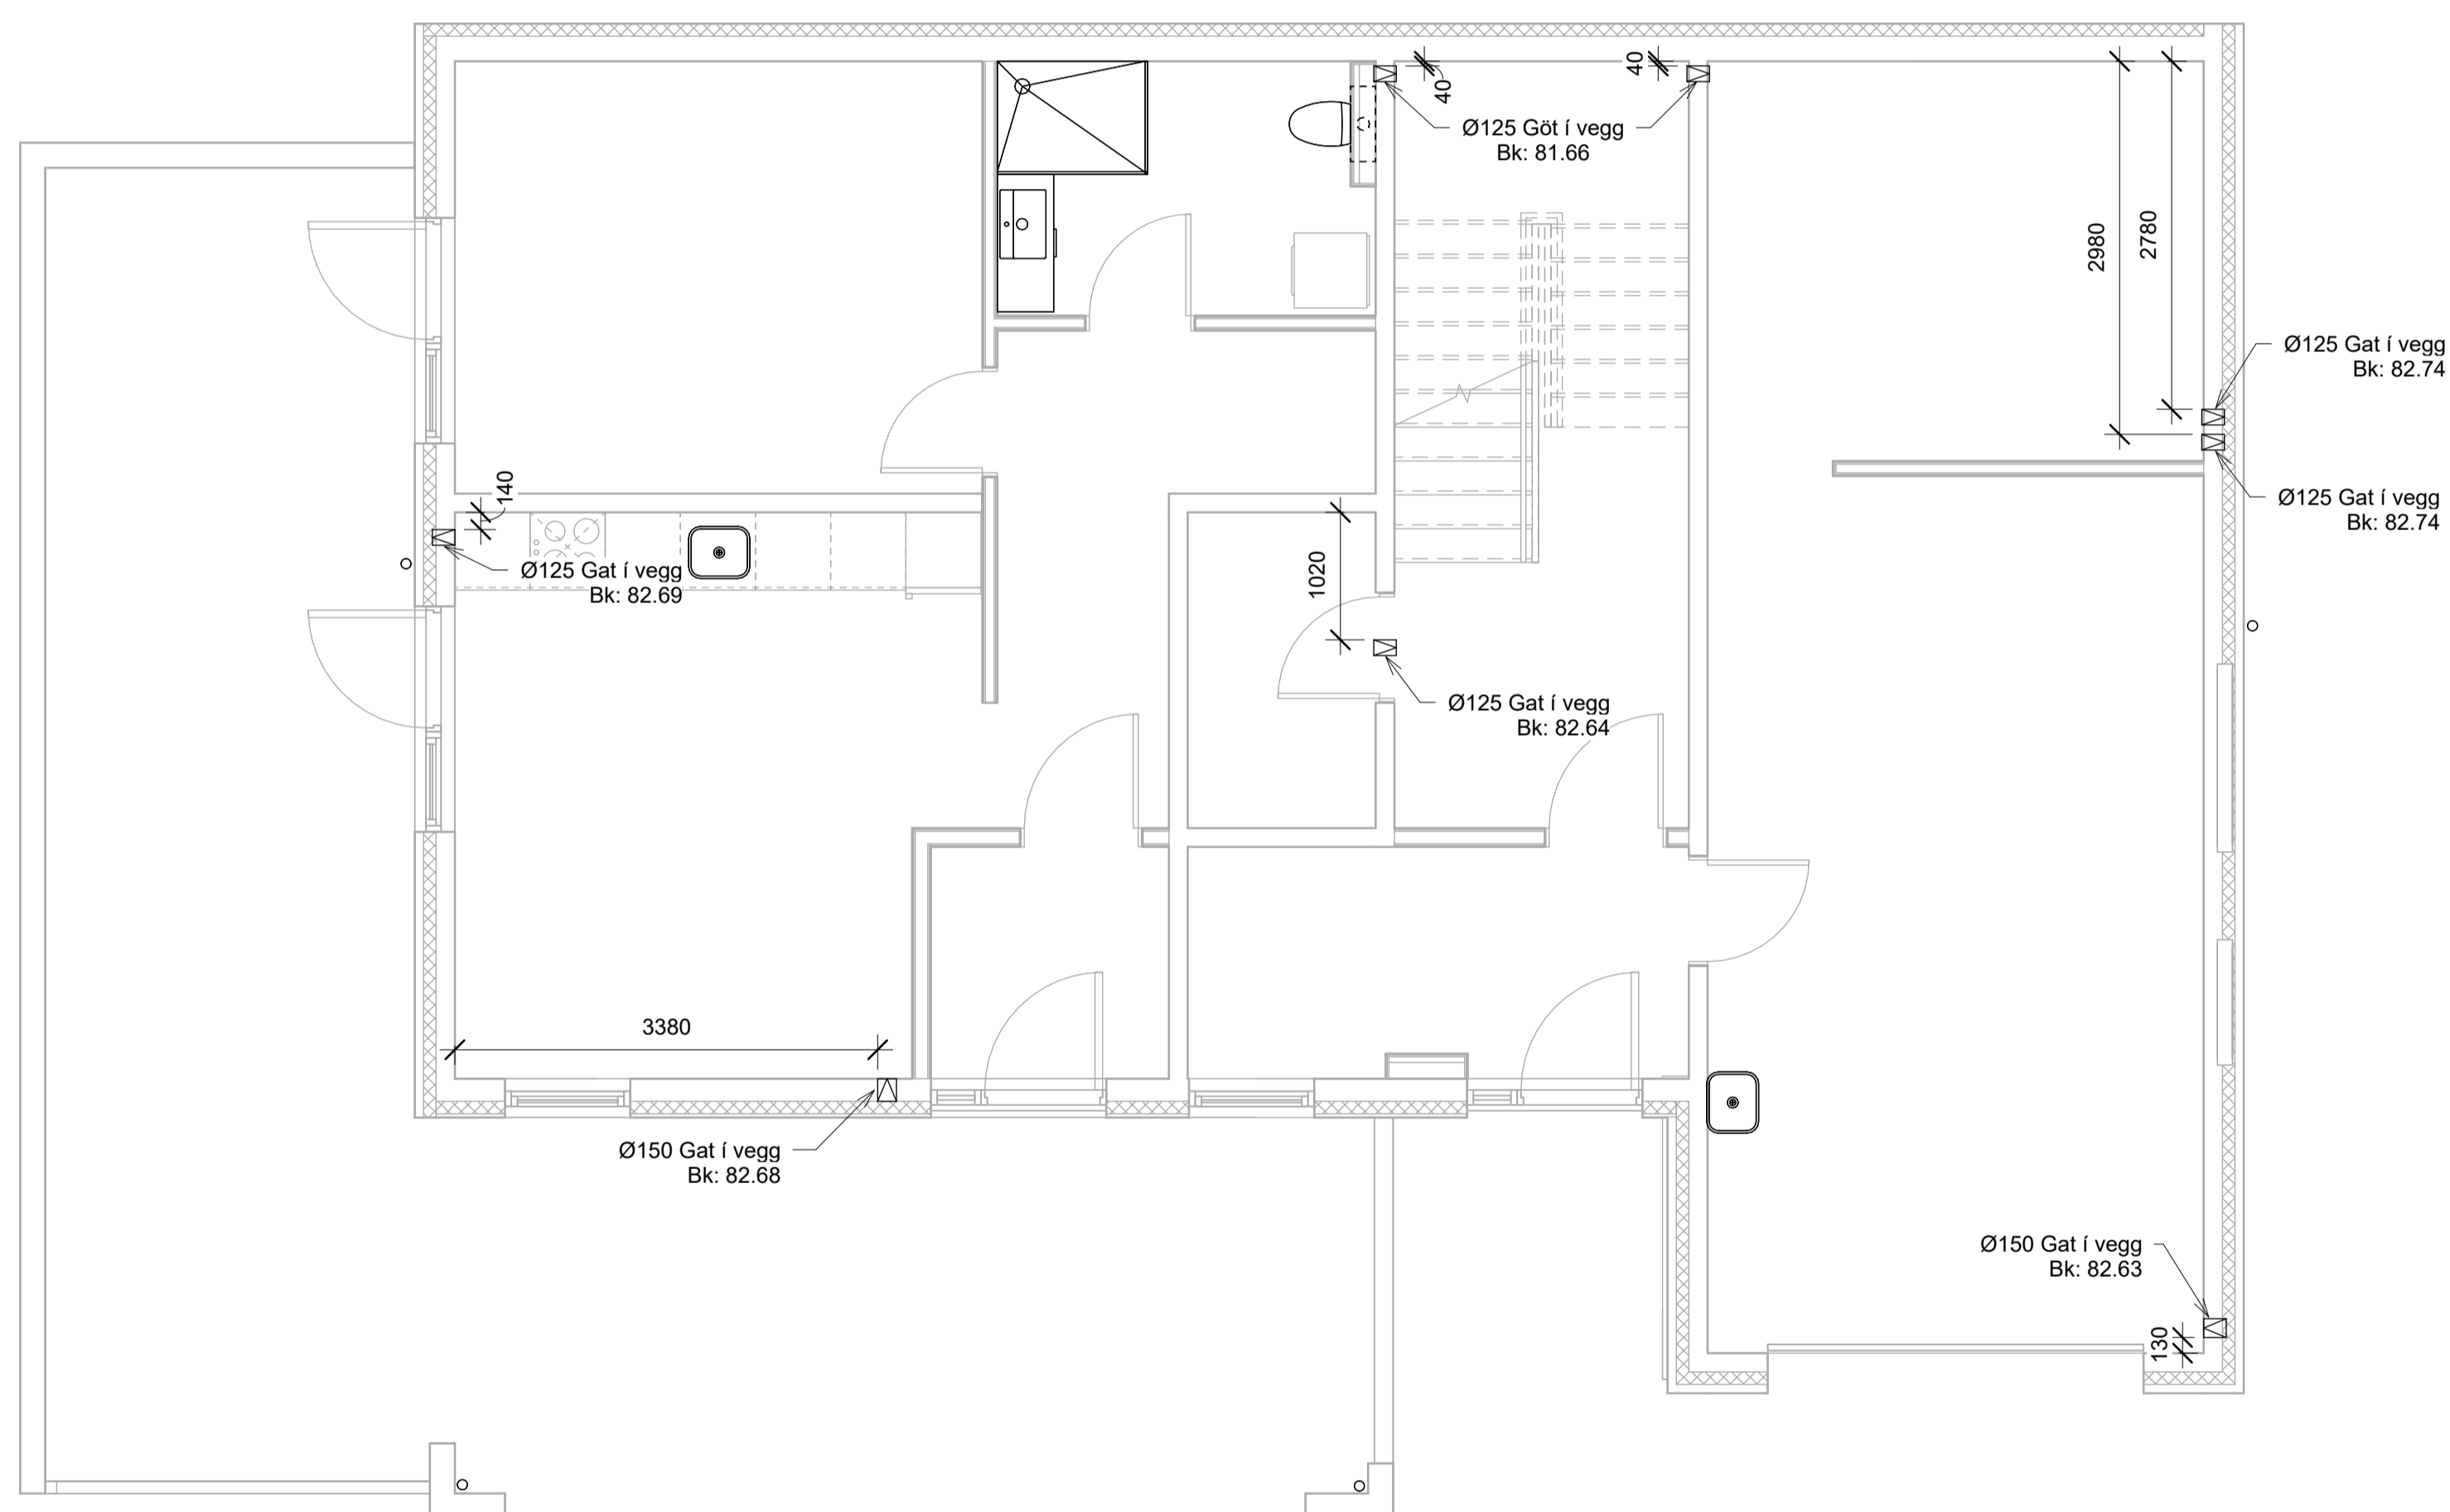 40
40
Ø125 Göt í vegg
Bk: 81.66
2980
2780
Ø125 Gat í vegg
Bk: 82.74
Ø125 Gat í vegg
Bk: 82.74
140
Ø125 Gat í vegg
Bk: 82.69
1020
Ø125 Gat í vegg
Bk: 82.64
3380
Ø150 Gat í vegg
Bk: 82.68
Ø150 Gat í vegg
Bk: 82.63
130